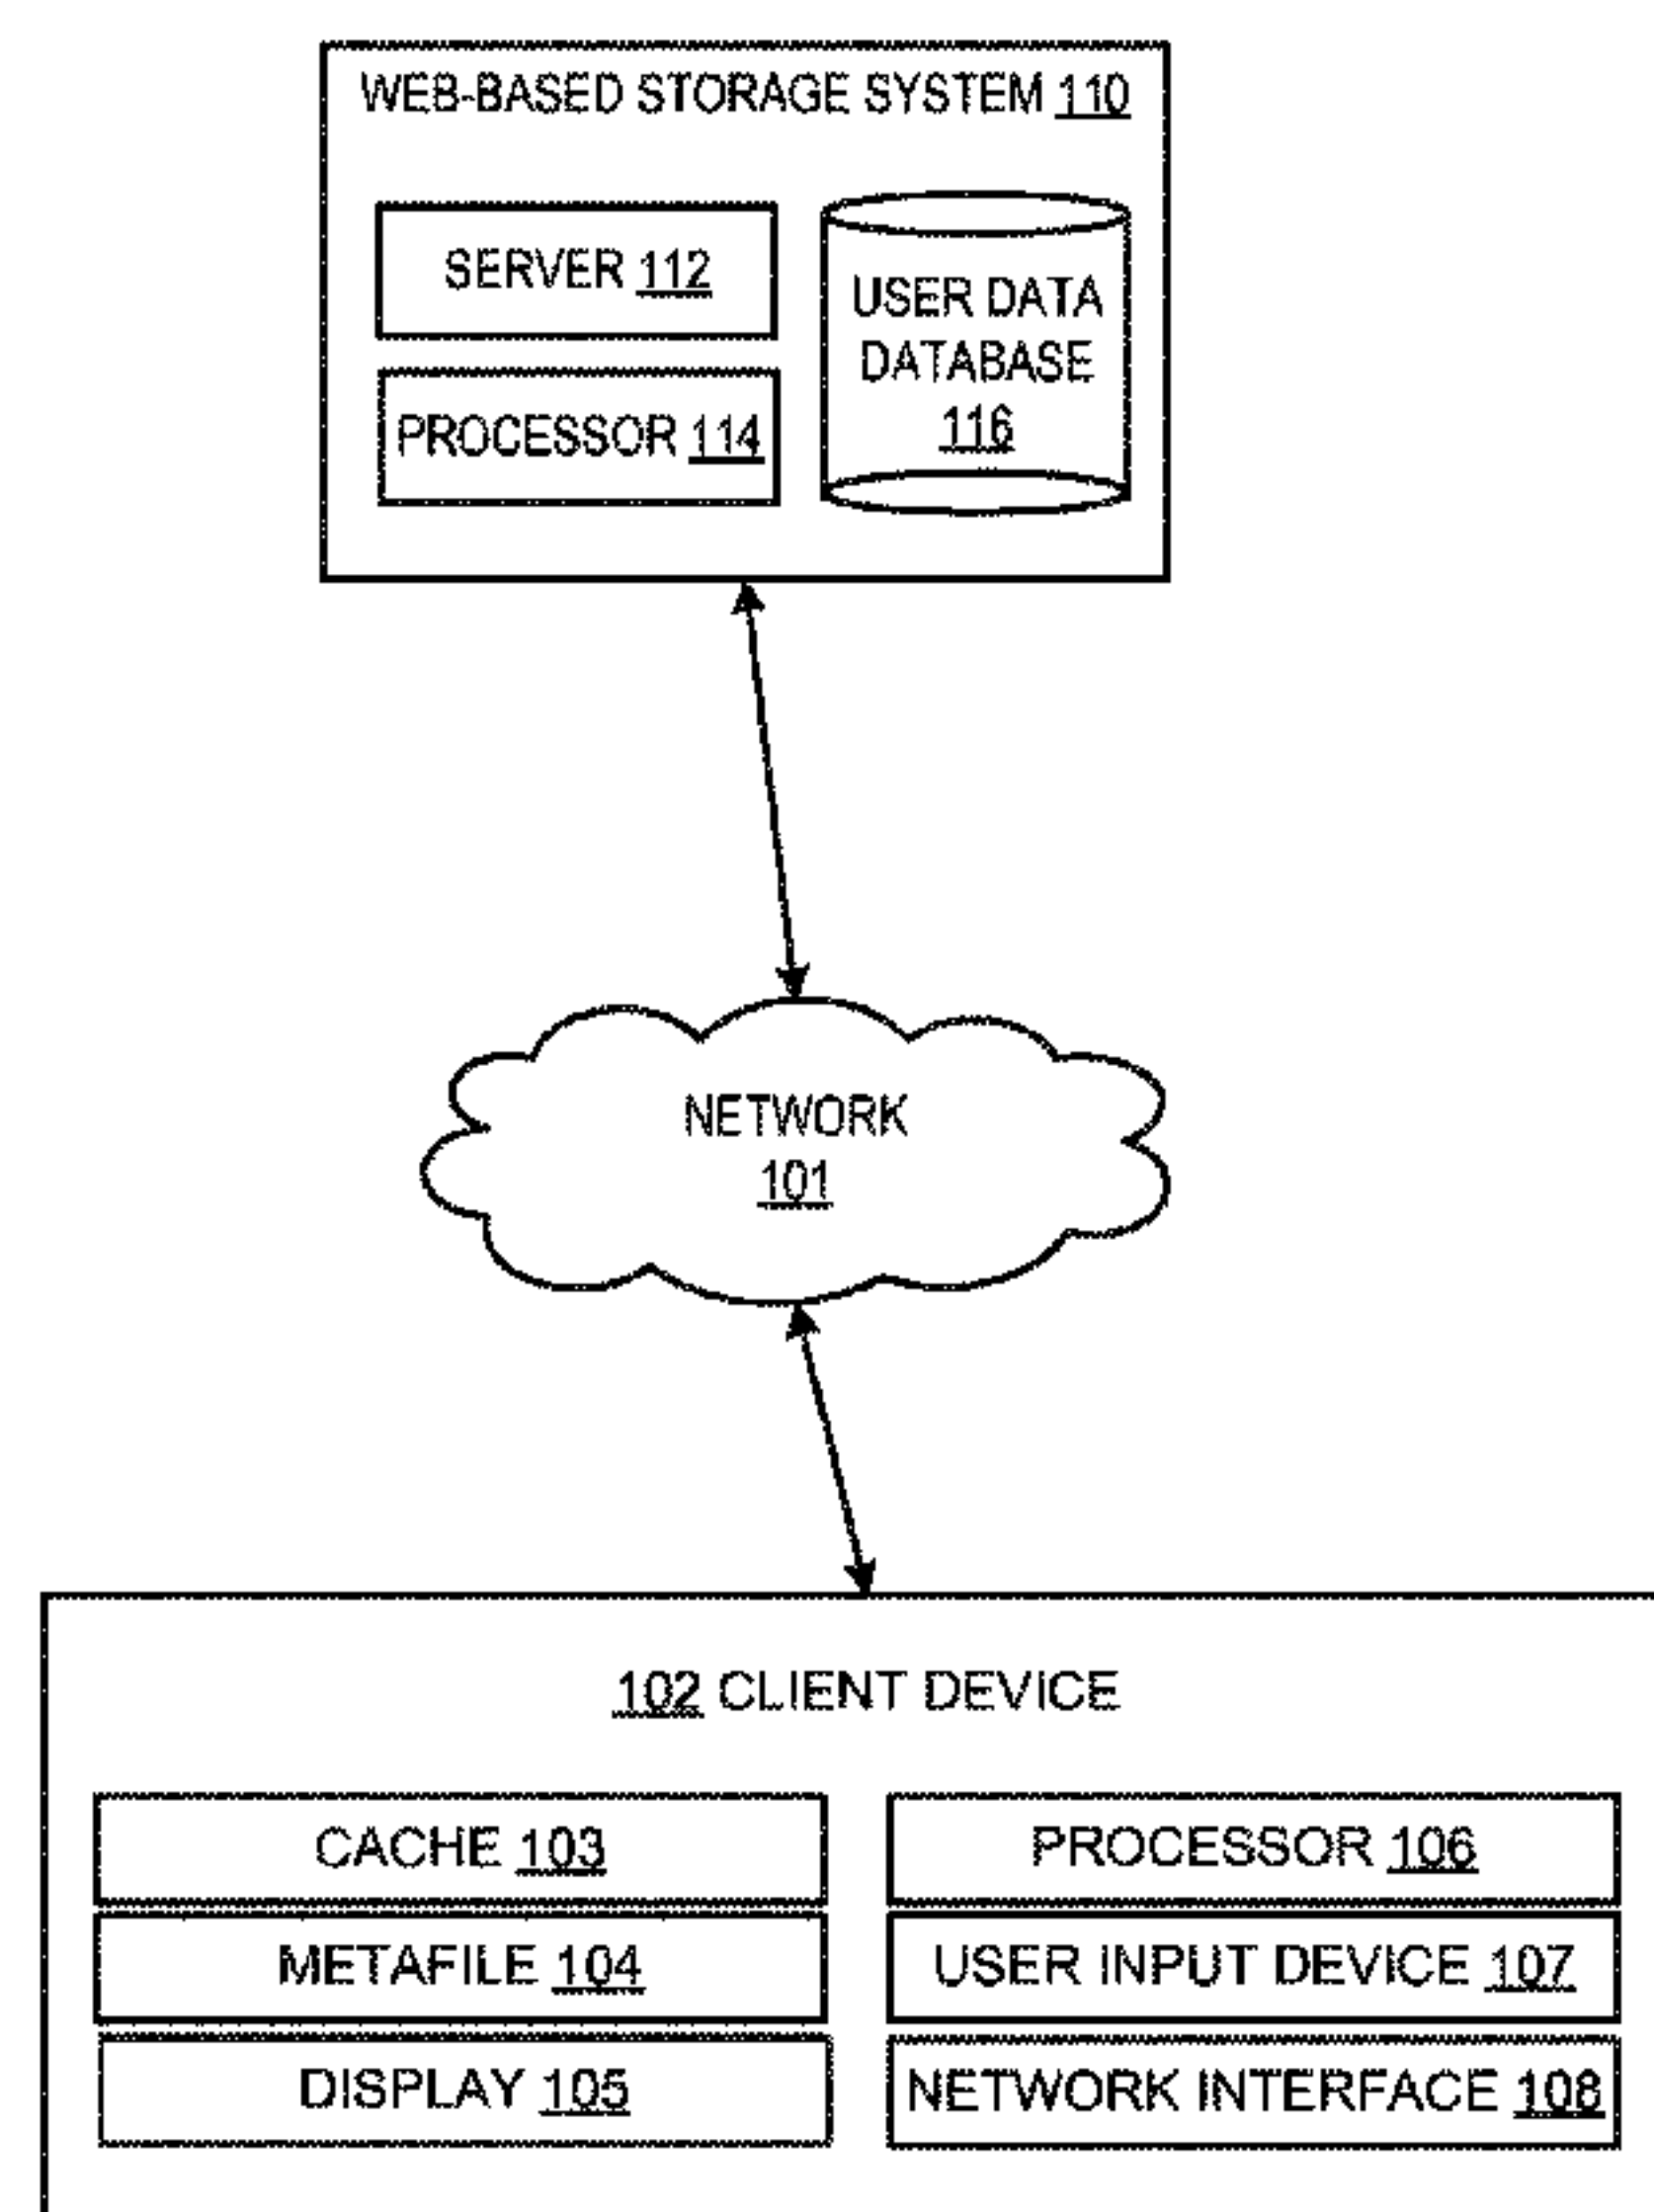 WEB-BASED STORAGE SYSTEM 110
SERVER 112
PROCESSOR 114
USER DATA
DATABASE
116
NETWORK
101
102 CLIENT DEVICE
CACHE 103
METAFILE 104
DISPLAY 105
PROCESSOR 106
USER INPUT DEVICE 107
NETWORK INTERFACE 108